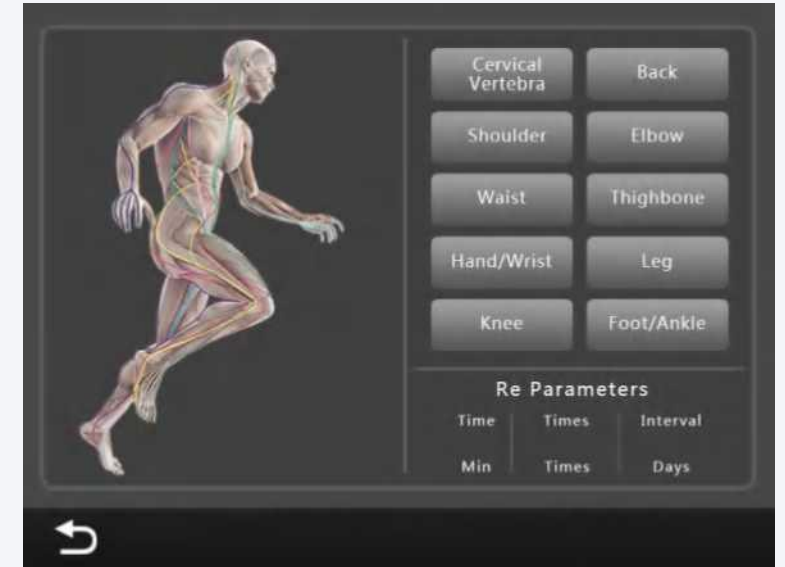 Cervical
Vertebra
Back
Shoulder
Elbow
Waist
Thighbone
Hand/Wrist
Leg
Knee
Foot/Ankle
Re Parameters
Time Times Interval
Min Times Days